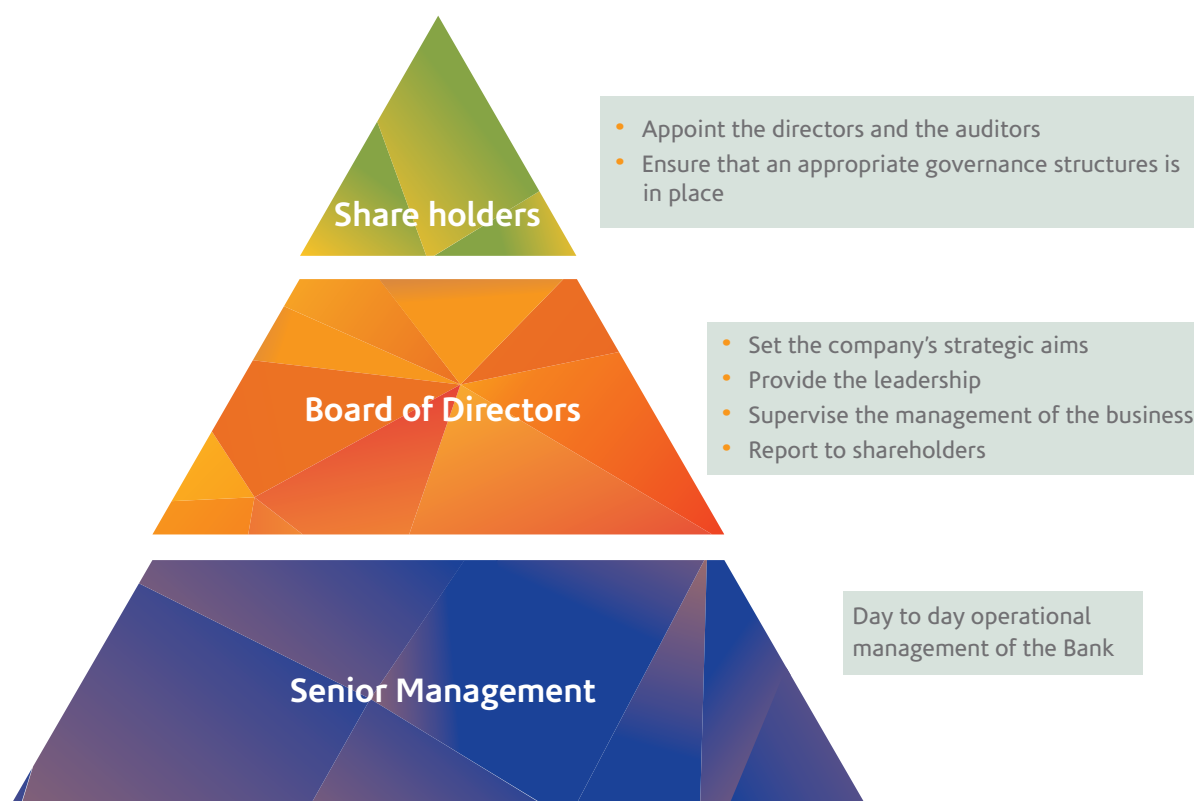 Share holders
• Appoint the directors and the auditors
• Ensure that an appropriate governance structures is
in place
Board of Directors
• Set the company's strategic aims
• Provide the leadership
• Supervise the management of the business
• Report to shareholders
Senior Management
Day to day operational
management of the Bank